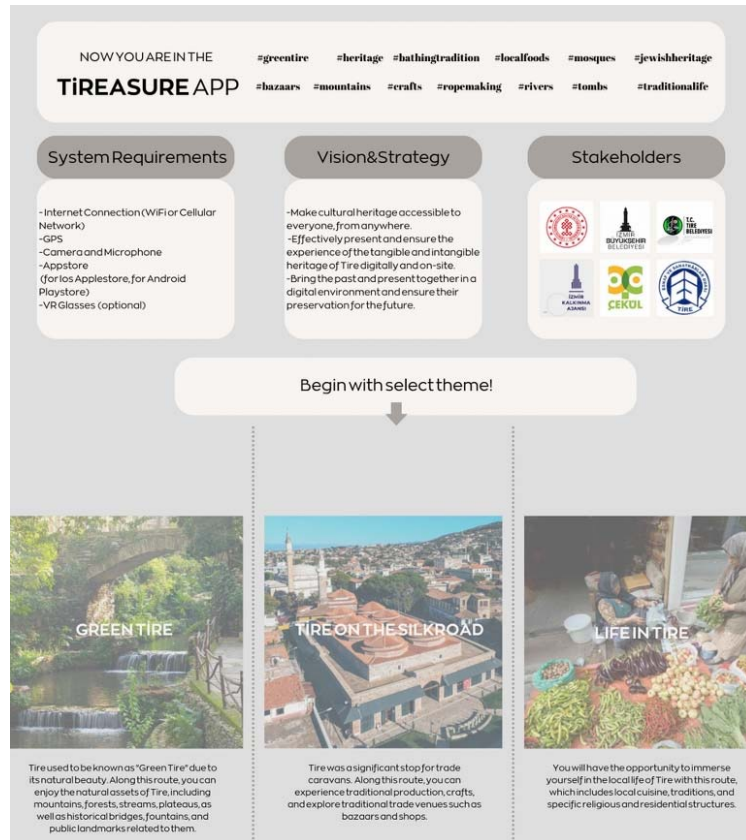 NOW YOU ARE IN THE
TiREASURE APP
#greentire #heritage #bathingtradition #localfoods #mosques #jewishheritage
#bazaars #mountains #crafts #ropemaking #rivers #tombs #traditionalife
System Requirements
-Internet Connection (WiFi or Cellular
Network)
-GPS
-Camera and Microphone
-Appstore
(for Ios Applestore, for Android
Playstore)
-VR Glasses (optional)
Vision&Strategy
-Make cultural heritage accessible to
everyone, from anywhere.
-Effectively present and ensure the
experience of the tangible and intangible
heritage of Tire digitally and on-site.
-Bring the past and present together in a
digital environment and ensure their
preservation for the future.
Stakeholders
İZMİR
BÜYÜKŞEHİR
BELEDİYESİ
T.C.
TİRE
BELEDİYESİ
İZMİR
KALKINMA
AJANSI
ÇEKÜL
TİRE
Begin with select theme!
GREEN TİRE
Tire used to be known as "Green Tire" due to
its natural beauty. Along this route, you can
enjoy the natural assets of Tire, including
mountains, forests, streams, plateaus, as
well as historical bridges, fountains, and
public landmarks related to them.
TİRE ON THE SILKROAD
Tire was a significant stop for trade
caravans. Along this route, you can
experience traditional production, crafts,
and explore traditional trade venues such as
bazaars and shops.
LIFE IN TİRE
You will have the opportunity to immerse
yourself in the local life of Tire with this route,
which includes local cuisine, traditions, and
specific religious and residential structures.